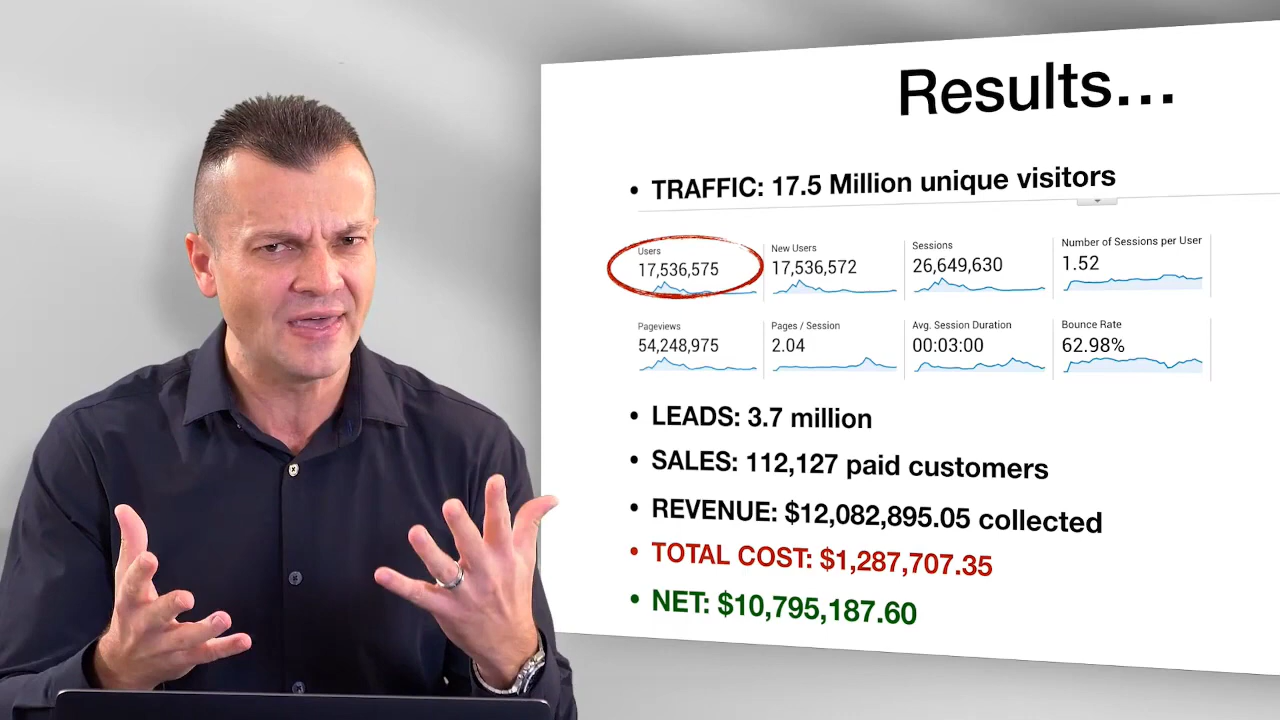 Results...
• TRAFFIC: 17.5 Million unique visitors
Users
17,536,575
New Users
17,536,572
Sessions
26,649,630
Number of Sessions per User
1.52
Pageviews
54,248,975
Pages / Session
2.04
Avg. Session Duration
00:03:00
Bounce Rate
62.98%
• LEADS: 3.7 million
• SALES: 112,127 paid customers
• REVENUE: $12,082,895.05 collected
• TOTAL COST: $1,287,707.35
• NET: $10,795,187.60